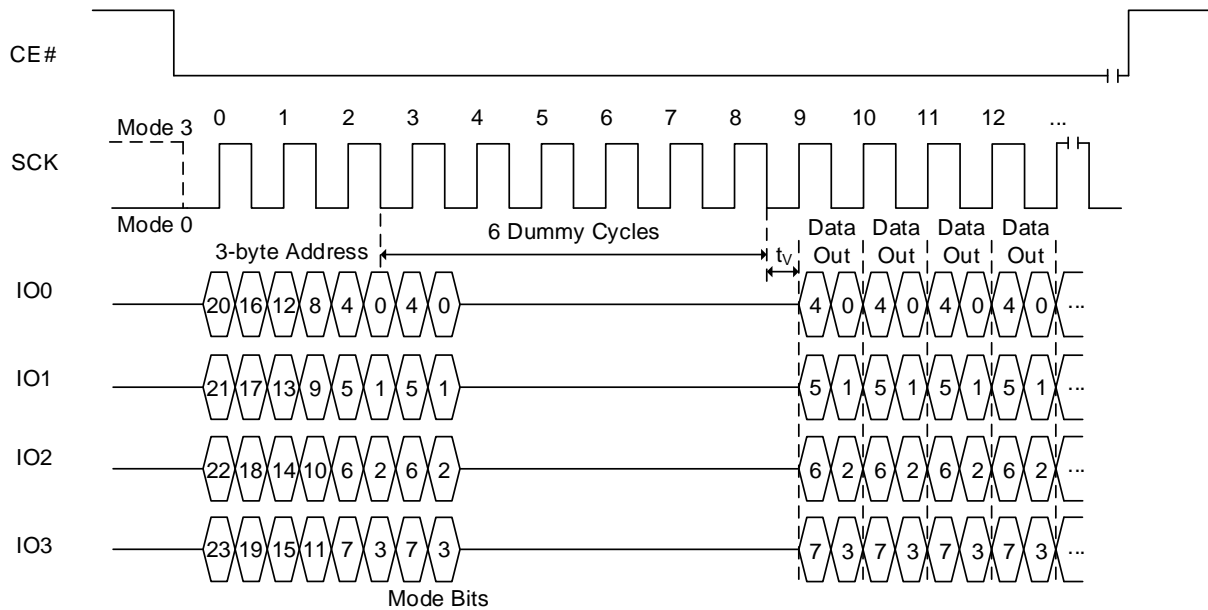 CE#
Mode 3
0 1 2 3 4 5 6 7 8 9 10 11 12 ...
SCK
Mode 0
3-byte Address
6 Dummy Cycles
tV
Data Out
Data Out
Data Out
Data Out
IO0
20 16 12 8 4 0 4 0
4 0 4 0 4 0 4 0 ...
IO1
21 17 13 9 5 1 5 1
5 1 5 1 5 1 5 1 ...
IO2
22 18 14 10 6 2 6 2
6 2 6 2 6 2 6 2 ...
IO3
23 19 15 11 7 3 7 3
7 3 7 3 7 3 7 3 ...
Mode Bits